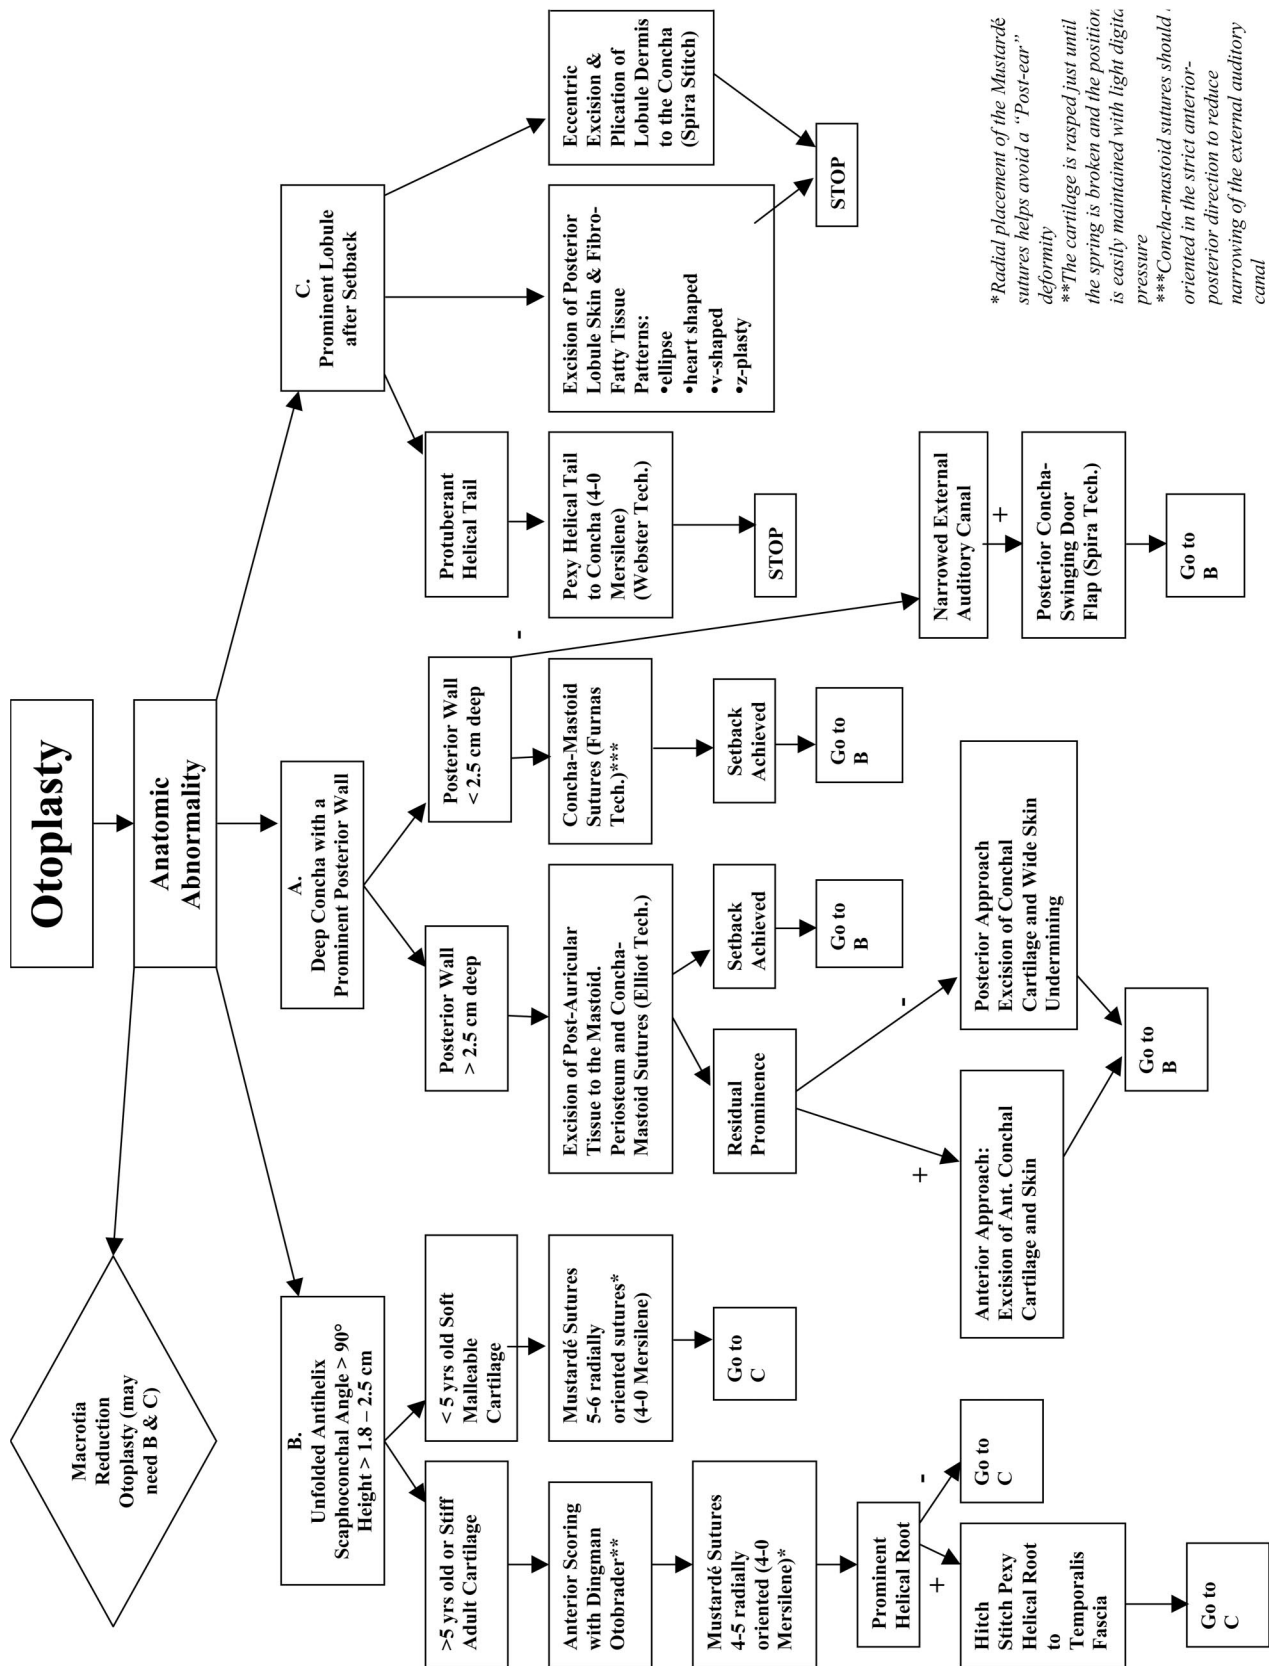 Otoplasty
Anatomic
Abnormality
Macrotia
Reduction
Otoplasty (may
need B & C)
B.
Unfolded Antihelix
Scaphoconchal Angle > 90°
Height > 1.8 – 2.5 cm
>5 yrs old or Stiff
Adult Cartilage
Anterior Scoring
with Dingman
Otobrader**
Mustardé Sutures
4-5 radially
oriented (4-0
Mersilene)*
Prominent
Helical Root
+
-
Hitch
Stitch Pexy
Helical Root
to
Temporalis
Fascia
Go to
C
Go to
C
< 5 yrs old Soft
Malleable
Cartilage
Mustardé Sutures
5-6 radially
oriented sutures*
(4-0 Mersilene)
Go to
C
A.
Deep Concha with a
Prominent Posterior Wall
Posterior Wall
> 2.5 cm deep
Excision of Post-Auricular
Tissue to the Mastoid.
Periosteum and Concha-
Mastoid Sutures (Elliot Tech.)
Residual
Prominence
+
-
Anterior Approach:
Excision of Ant. Conchal
Cartilage and Skin
Posterior Approach
Excision of Conchal
Cartilage and Wide Skin
Undermining
Go to
B
Setback
Achieved
Go to
B
Posterior Wall
< 2.5 cm deep
-
Concha-Mastoid
Sutures (Furnas
Tech.)***
Setback
Achieved
Go to
B
Narrowed External
Auditory Canal
+
Posterior Concha-
Swinging Door
Flap (Spira Tech.)
Go to
B
C.
Prominent Lobule
after Setback
Protuberant
Helical Tail
Pexy Helical Tail
to Concha (4-0
Mersilene)
(Webster Tech.)
STOP
Excision of Posterior
Lobule Skin & Fibro-
Fatty Tissue
Patterns:
•ellipse
•heart shaped
•v-shaped
•z-plasty
Eccentric
Excision &
Plication of
Lobule Dermis
to the Concha
(Spira Stitch)
STOP
*Radial placement of the Mustardé
sutures helps avoid a “Post-ear”
deformity
**The cartilage is rasped just until
the spring is broken and the position
is easily maintained with light
pressure
***Concha-mastoid sutures should
oriented in the strict anterior-
posterior direction to reduce
narrowing of the external auditory
canal